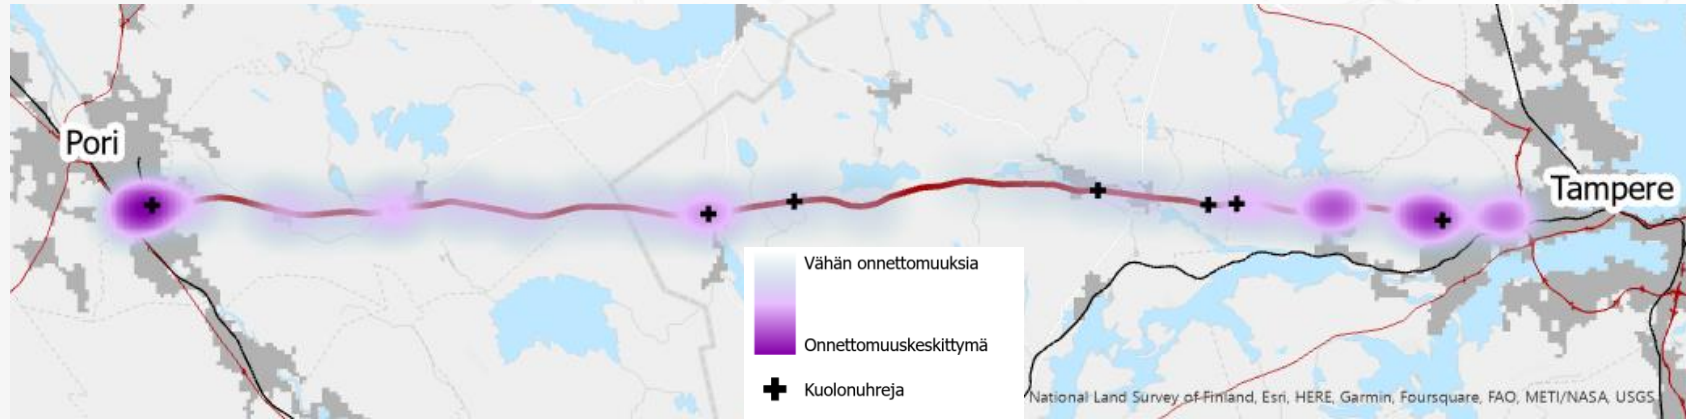 Pori
Tampere
Vähän onnettomuuksia
Onnettomuuskeskittymä
Kuolonuhreja
National Land Survey of Finland, Esri, HERE, Garmin, Foursquare, FAO, METI/NASA, USGS